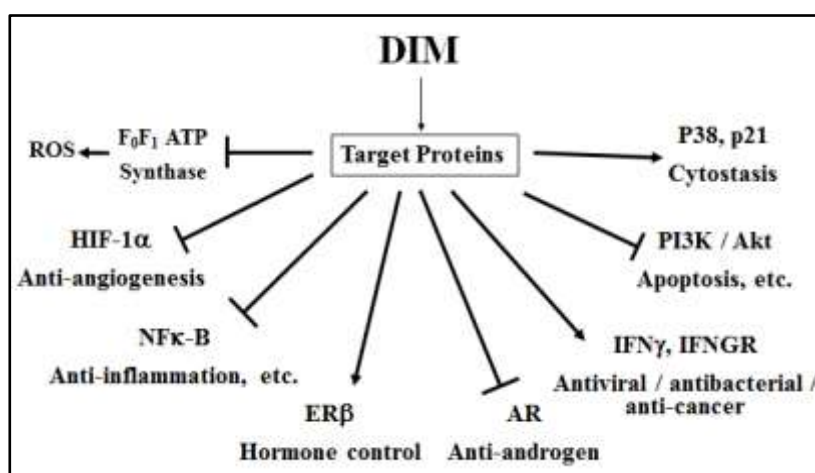 DIM
Target Proteins
ROS
F₀F₁ ATP
Synthase
HIF-1α
Anti-angiogenesis
NFκ-B
Anti-inflammation, etc.
ERβ
Hormone control
AR
Anti-androgen
IFNγ, IFNGR
Antiviral / antibacterial /
anti-cancer
PI3K / Akt
Apoptosis, etc.
P38, p21
Cytostasis